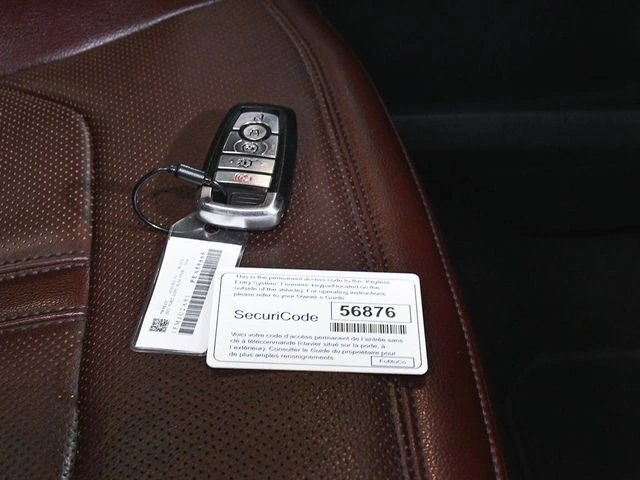 This is the permanent access code to the "Keyless
Entry System" (numeric keypad located on the
outside of the vehicle). For operating instructions,
please refer to your Owner's Guide.
SecuriCode
56876
Voici votre code d'accès permanent de l'entrée sans
clé à télécommande (clavier situé sur la porte, à
l'extérieur). Consulter le Guide du propriétaire pour
de plus amples renseignements.
FoMoCo